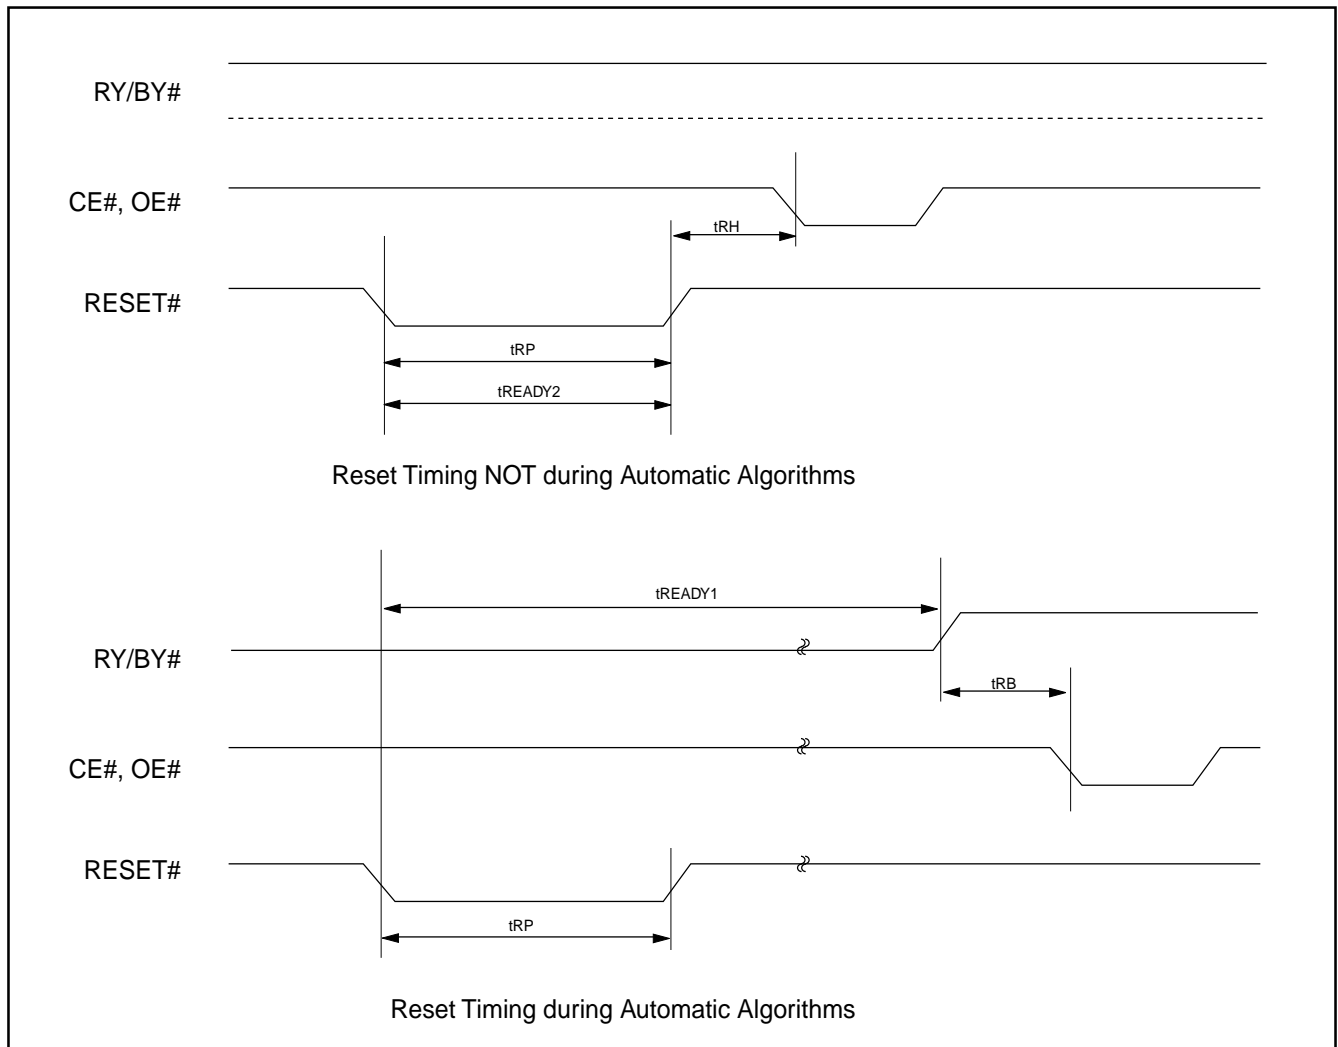 RY/BY#
CE#, OE#
tRH
RESET#
tRP
tREADY2
Reset Timing NOT during Automatic Algorithms
tREADY1
RY/BY#
tRB
CE#, OE#
RESET#
tRP
Reset Timing during Automatic Algorithms